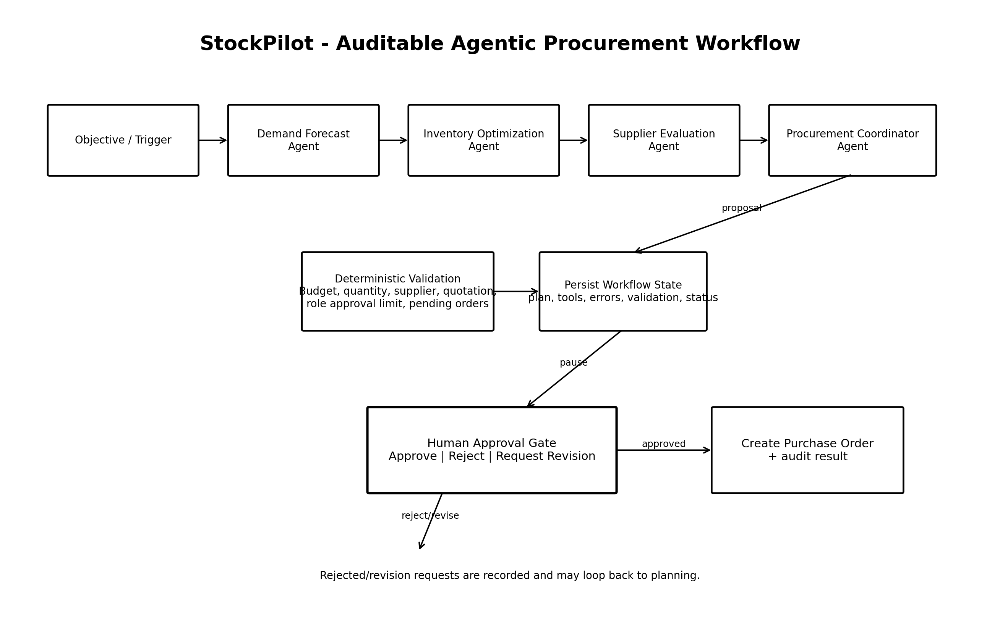 StockPilot - Auditable Agentic Procurement Workflow
Objective / Trigger
Demand Forecast
Agent
Inventory Optimization
Agent
Supplier Evaluation
Agent
Procurement Coordinator
Agent
proposal
Deterministic Validation
Budget, quantity, supplier, quotation,
role approval limit, pending orders
Persist Workflow State
plan, tools, errors, validation, status
pause
Human Approval Gate
Approve | Reject | Request Revision
approved
Create Purchase Order
+ audit result
reject/revise
Rejected/revision requests are recorded and may loop back to planning.